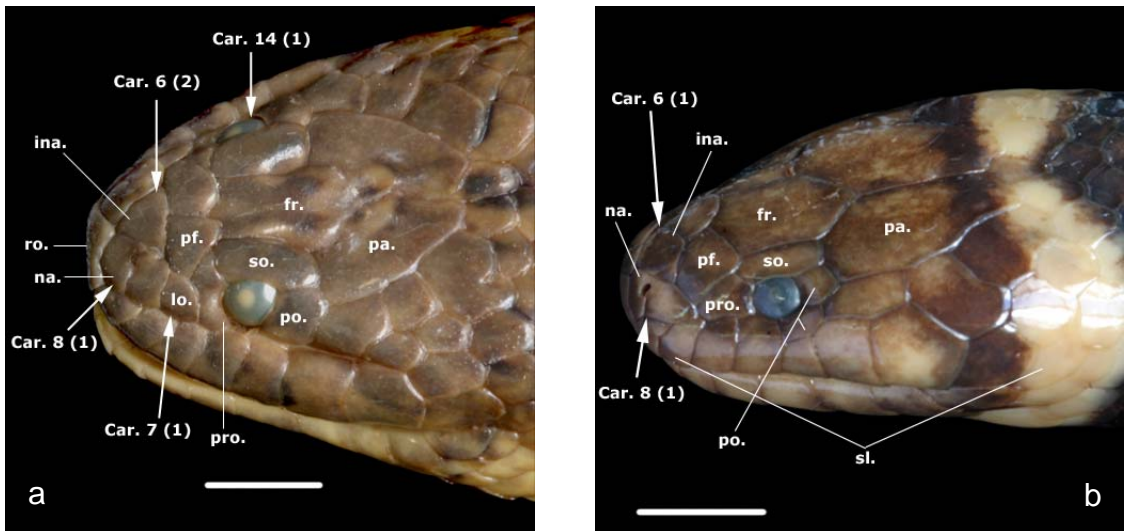 Car. 14 (1)
Car. 6 (2)
ina.
fr.
pf.
ro.
pa.
so.
na.
lo.
po.
Car. 8 (1)
Car. 7 (1)
pro.
a
Car. 6 (1)
ina.
na.
fr.
pa.
pf.
so.
pro.
Car. 8 (1)
po.
sl.
b